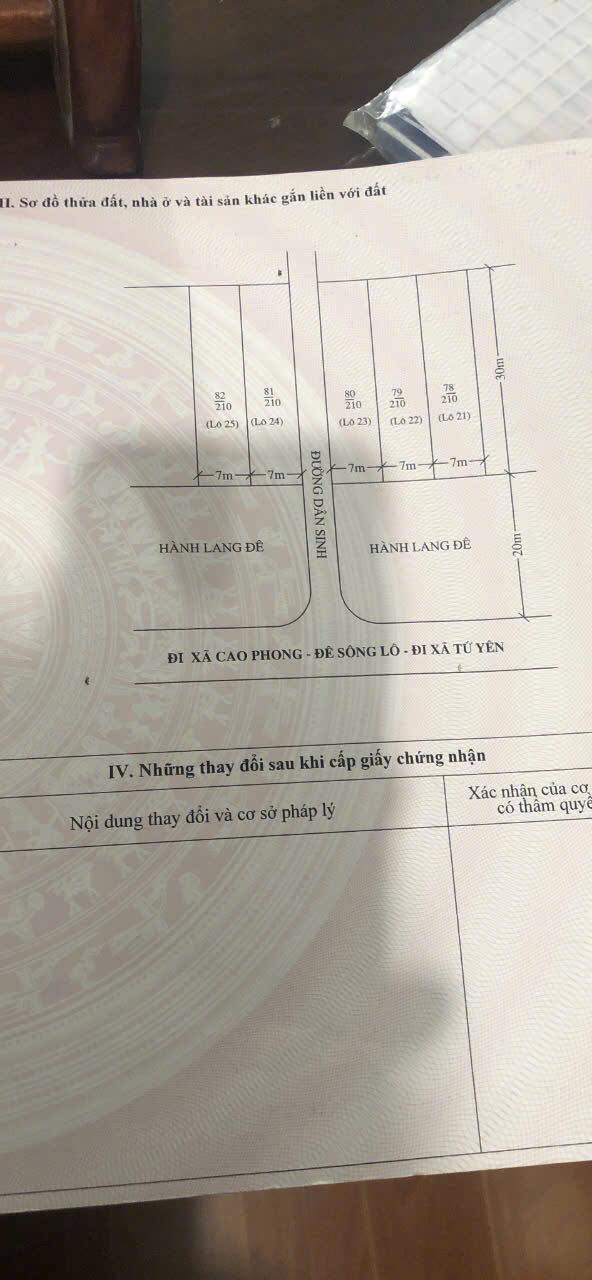 II. Sơ đồ thửa đất, nhà ở và tài sản khác gắn liền với đất
82
210
(Lô 25)
81
210
(Lô 24)
80
210
(Lô 23)
79
210
(Lô 22)
78
210
(Lô 21)
30m
7m
7m
7m
7m
7m
ĐƯỜNG DÂN SINH
HÀNH LANG ĐÊ
HÀNH LANG ĐÊ
20m
ĐI XÃ CAO PHONG - ĐÊ SÔNG LÔ - ĐI XÃ TỨ YÊN
IV. Những thay đổi sau khi cấp giấy chứng nhận
Nội dung thay đổi và cơ sở pháp lý
Xác nhận của cơ
có thẩm quyề